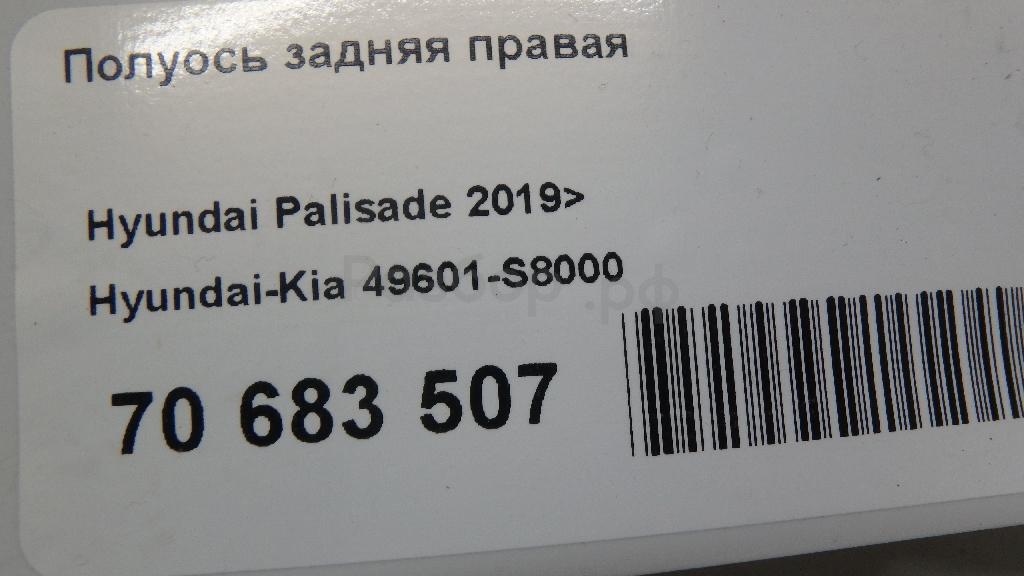 Полуось задняя правая
Hyundai Palisade 2019>
Hyundai-Kia 49601-S8000
70 683 507